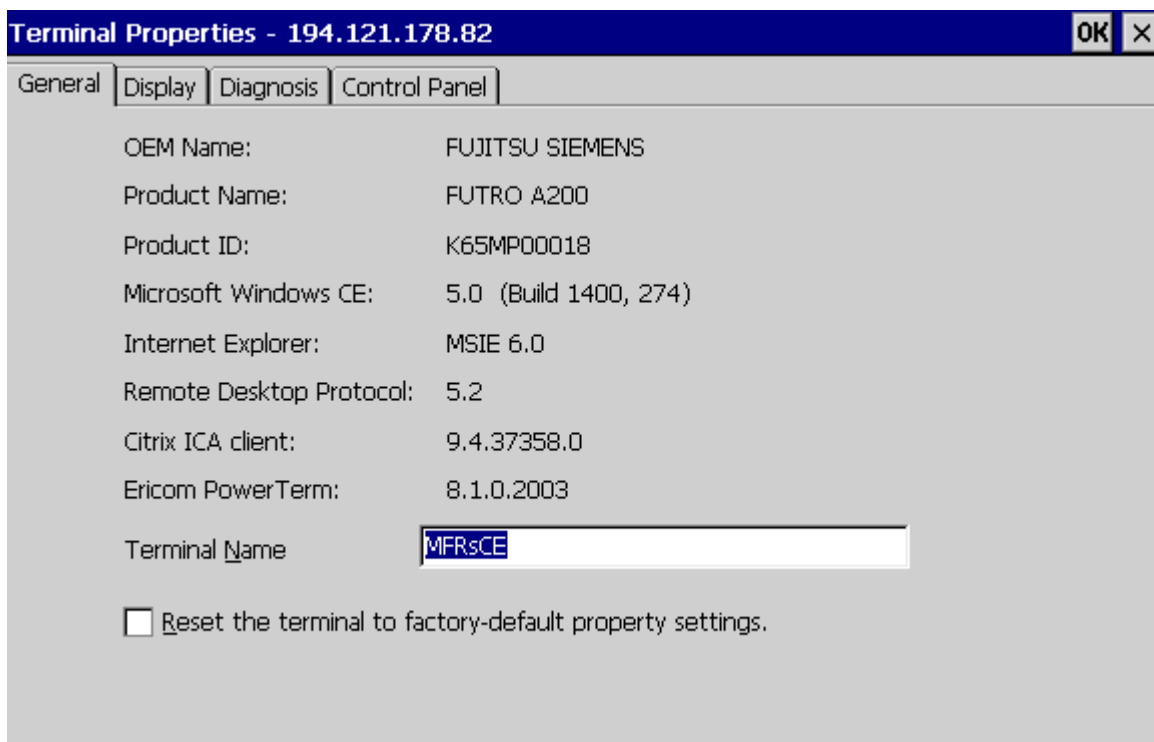 Terminal Properties - 194.121.178.82 OK ×
General Display Diagnosis Control Panel
OEM Name: FUJITSU SIEMENS
Product Name: FUTRO A200
Product ID: K65MP00018
Microsoft Windows CE: 5.0 (Build 1400, 274)
Internet Explorer: MSIE 6.0
Remote Desktop Protocol: 5.2
Citrix ICA client: 9.4.37358.0
Ericom PowerTerm: 8.1.0.2003
Terminal Name MFRsCE
Reset the terminal to factory-default property settings.